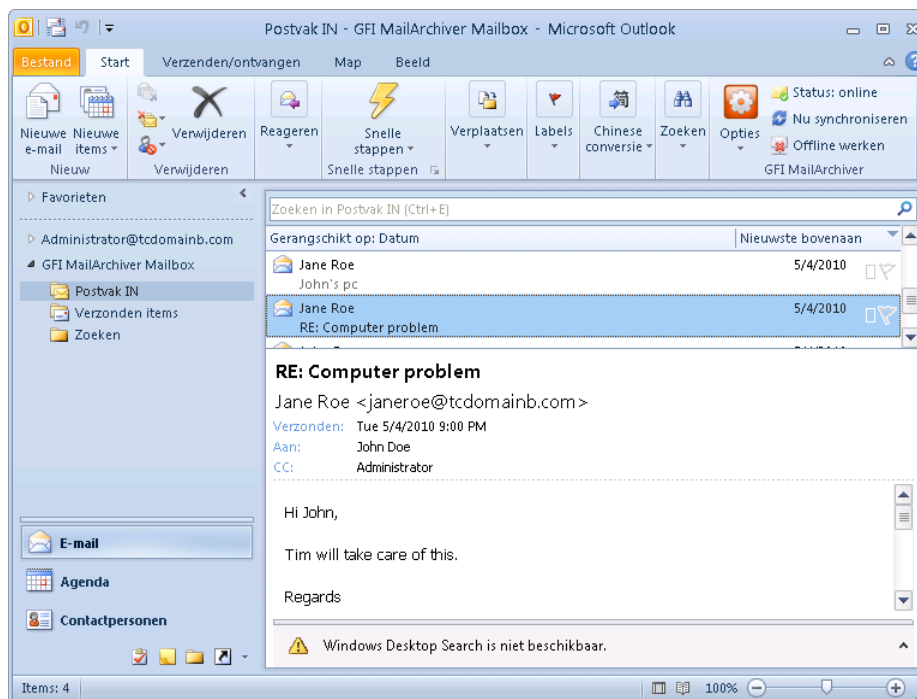 Postvak IN - GFI MailArchiver Mailbox - Microsoft Outlook
Bestand Start Verzenden/ontvangen Map Beeld
Nieuwe e-mail
Nieuwe items
Nieuw
Verwijderen
Verwijderen
Reageren
Snelle stappen
Snelle stappen
Verplaatsen
Labels
Chinese conversie
Zoeken
Opties
Status: online
Nu synchroniseren
Offline werken
GFI MailArchiver
Favorieten
Administrator@tcdomainb.com
GFI MailArchiver Mailbox
Postvak IN
Verzonden items
Zoeken
E-mail
Agenda
Contactpersonen
Zoeken in Postvak IN (Ctrl+E)
Gerangschikt op: Datum Nieuwste bovenaan
Jane Roe 5/4/2010
John's pc
Jane Roe 5/4/2010
RE: Computer problem
RE: Computer problem
Jane Roe <janeroe@tcdomainb.com>
Verzonden: Tue 5/4/2010 9:00 PM
Aan: John Doe
CC: Administrator
Hi John,
Tim will take care of this.
Regards
Windows Desktop Search is niet beschikbaar.
Items: 4 100%